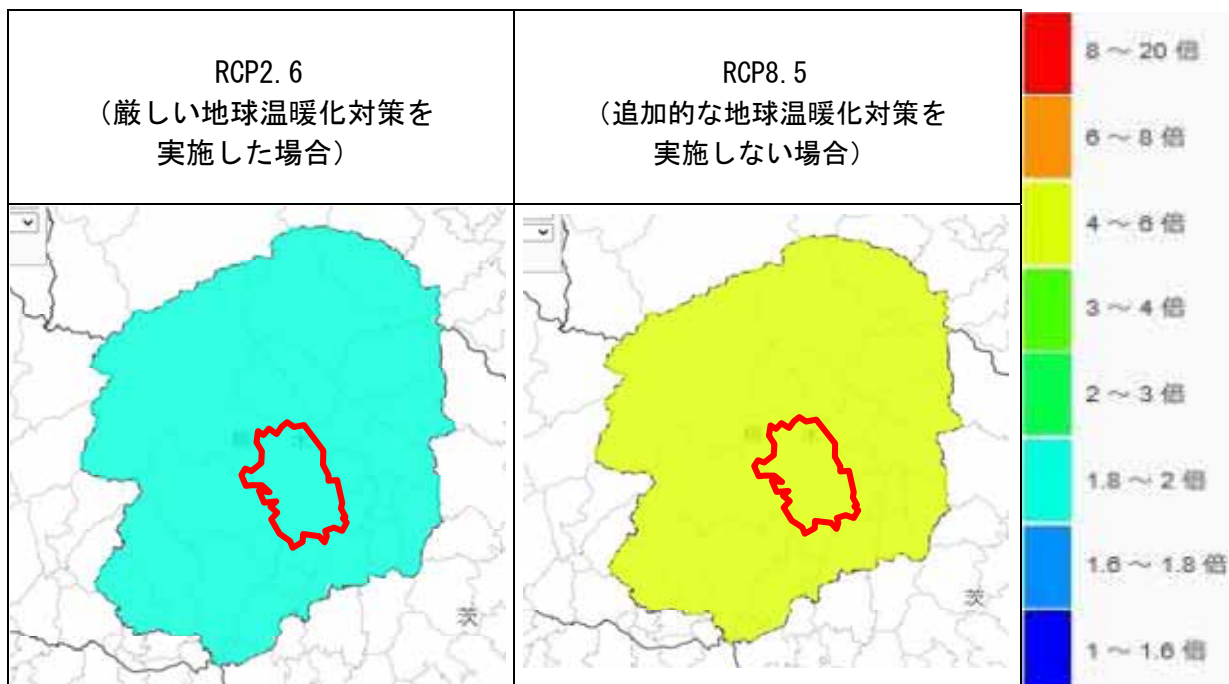 RCP2.6
（厳しい地球温暖化対策を
実施した場合）
RCP8.5
（追加的な地球温暖化対策を
実施しない場合）
8 ～ 20 倍
6 ～ 8 倍
4 ～ 6 倍
3 ～ 4 倍
2 ～ 3 倍
1.8 ～ 2 倍
1.6 ～ 1.8 倍
1 ～ 1.6 倍
木
茨
木
茨